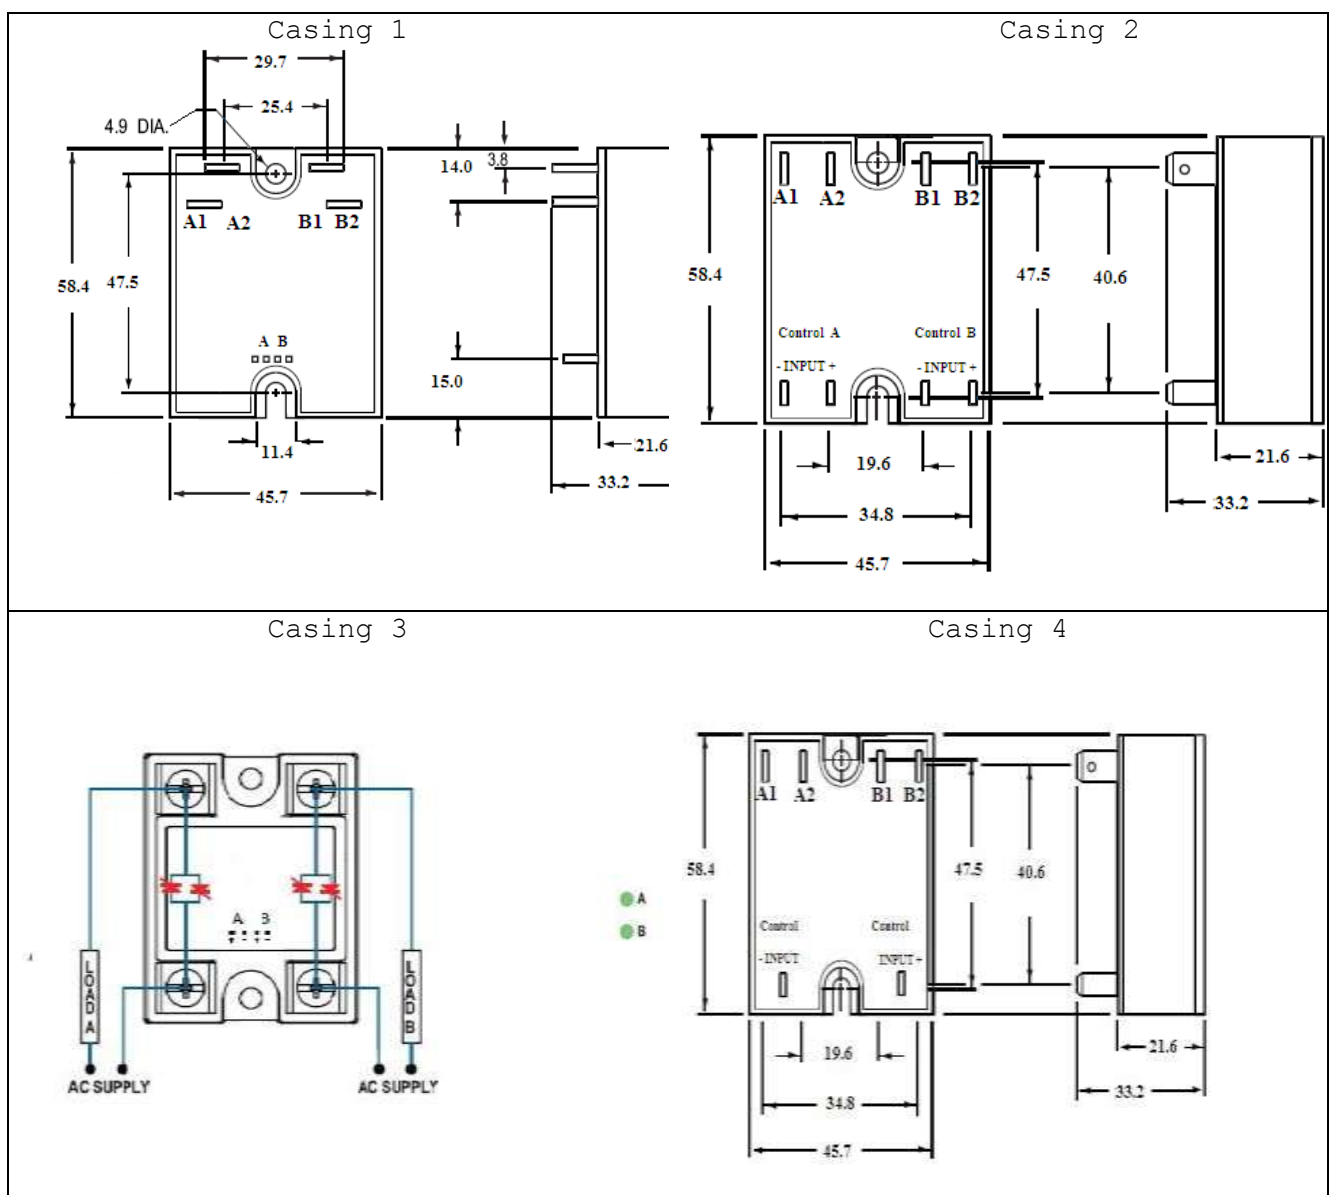 Casing 1
29.7
25.4
4.9 DIA.
14.0
3.8
A1 A2 B1 B2
58.4
47.5
A B
15.0
11.4
21.6
33.2
45.7
Casing 2
A1 A2 B1 B2
58.4
47.5
40.6
Control A Control B
- INPUT + - INPUT +
19.6
21.6
33.2
34.8
45.7
Casing 3
A B
LOAD A
LOAD B
AC SUPPLY AC SUPPLY
Casing 4
A1 A2 B1 B2
58.4
47.5
40.6
A
B
Control Control
- INPUT INPUT +
19.6
21.6
33.2
34.8
45.7